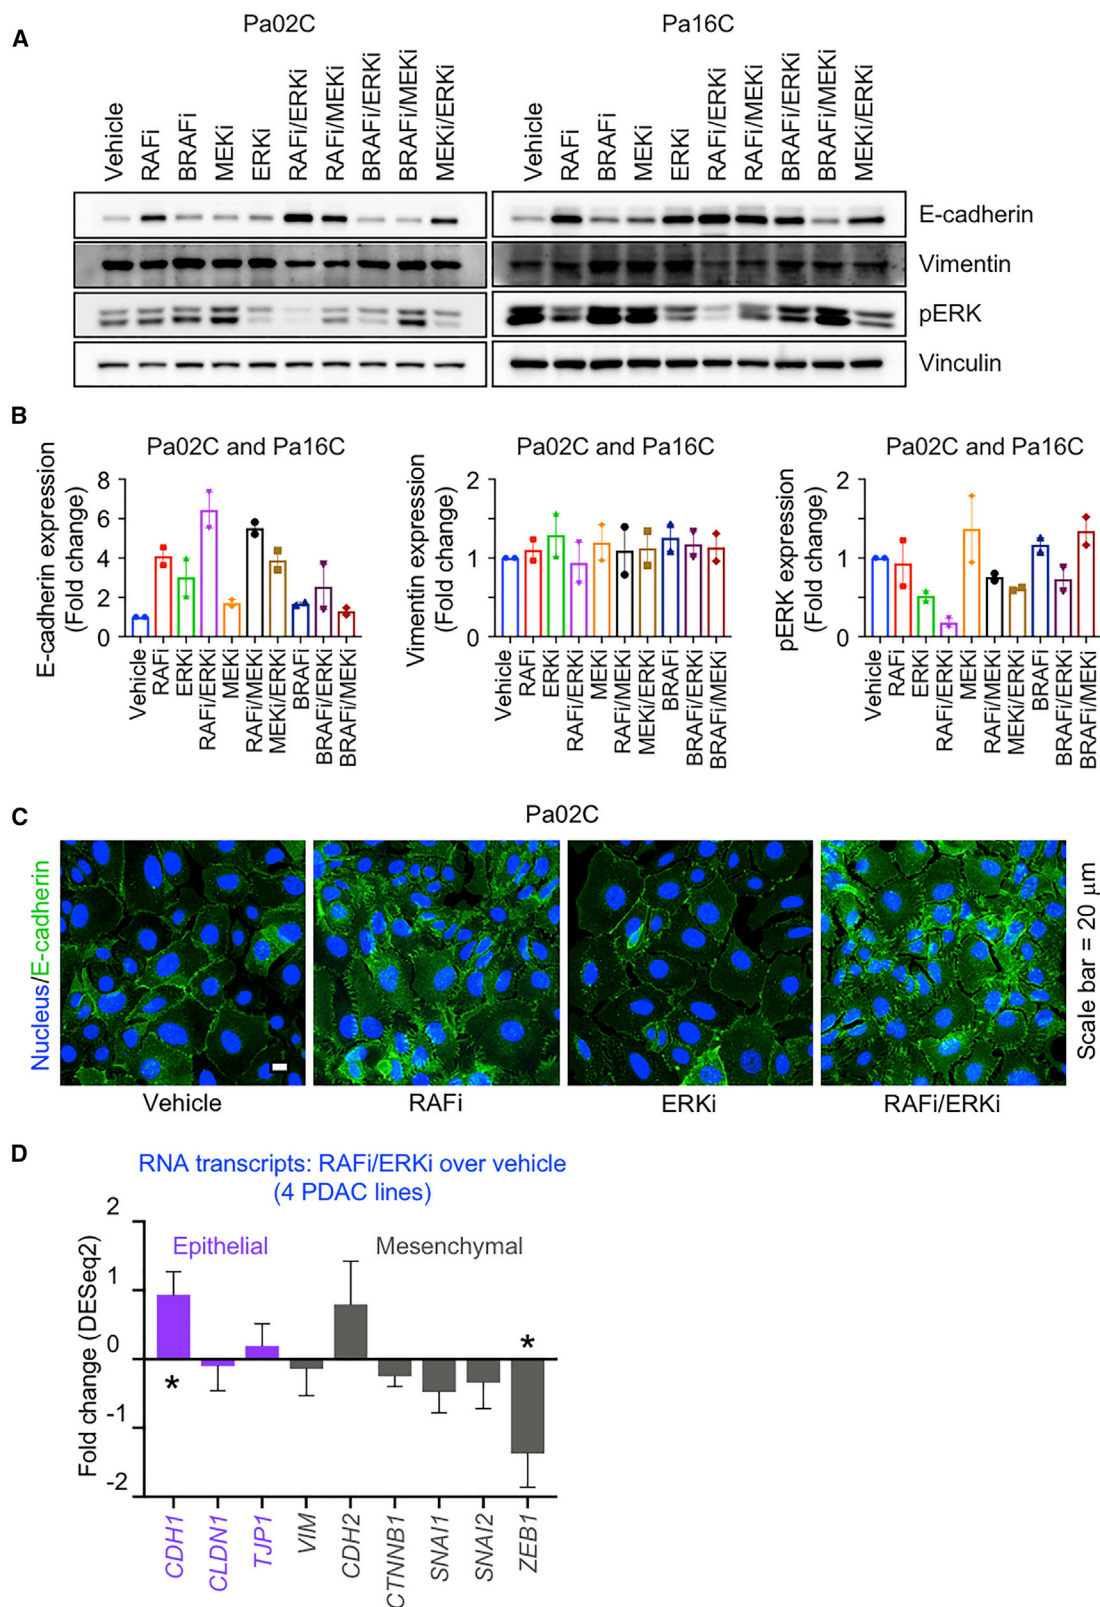 A
Pa02C
Pa16C
Vehicle
RAFi
BRAFi
MEKi
ERKi
RAFi/ERKi
RAFi/MEKi
BRAFi/ERKi
BRAFi/MEKi
MEKi/ERKi
Vehicle
RAFi
BRAFi
MEKi
ERKi
RAFi/ERKi
RAFi/MEKi
BRAFi/ERKi
BRAFi/MEKi
MEKi/ERKi
E-cadherin
Vimentin
pERK
Vinculin
B
Pa02C and Pa16C
E-cadherin expression
(Fold change)
8
6
4
2
0
Vehicle
RAFi
ERKi
RAFi/ERKi
MEKi
RAFi/MEKi
MEKi/ERKi
BRAFi
BRAFi/ERKi
BRAFi/MEKi
Pa02C and Pa16C
Vimentin expression
(Fold change)
2
1
0
Vehicle
RAFi
ERKi
RAFi/ERKi
MEKi
RAFi/MEKi
MEKi/ERKi
BRAFi
BRAFi/ERKi
BRAFi/MEKi
Pa02C and Pa16C
pERK expression
(Fold change)
2
1
0
Vehicle
RAFi
ERKi
RAFi/ERKi
MEKi
RAFi/MEKi
MEKi/ERKi
BRAFi
BRAFi/ERKi
BRAFi/MEKi
C
Pa02C
Nucleus/E-cadherin
Scale bar = 20 μm
Vehicle
RAFi
ERKi
RAFi/ERKi
D
RNA transcripts: RAFi/ERKi over vehicle
(4 PDAC lines)
Fold change (DESeq2)
2
1
0
-1
-2
Epithelial
Mesenchymal
*
*
CDH1
CLDN1
TJP1
VIM
CDH2
CTNNB1
SNAI1
SNAI2
ZEB1